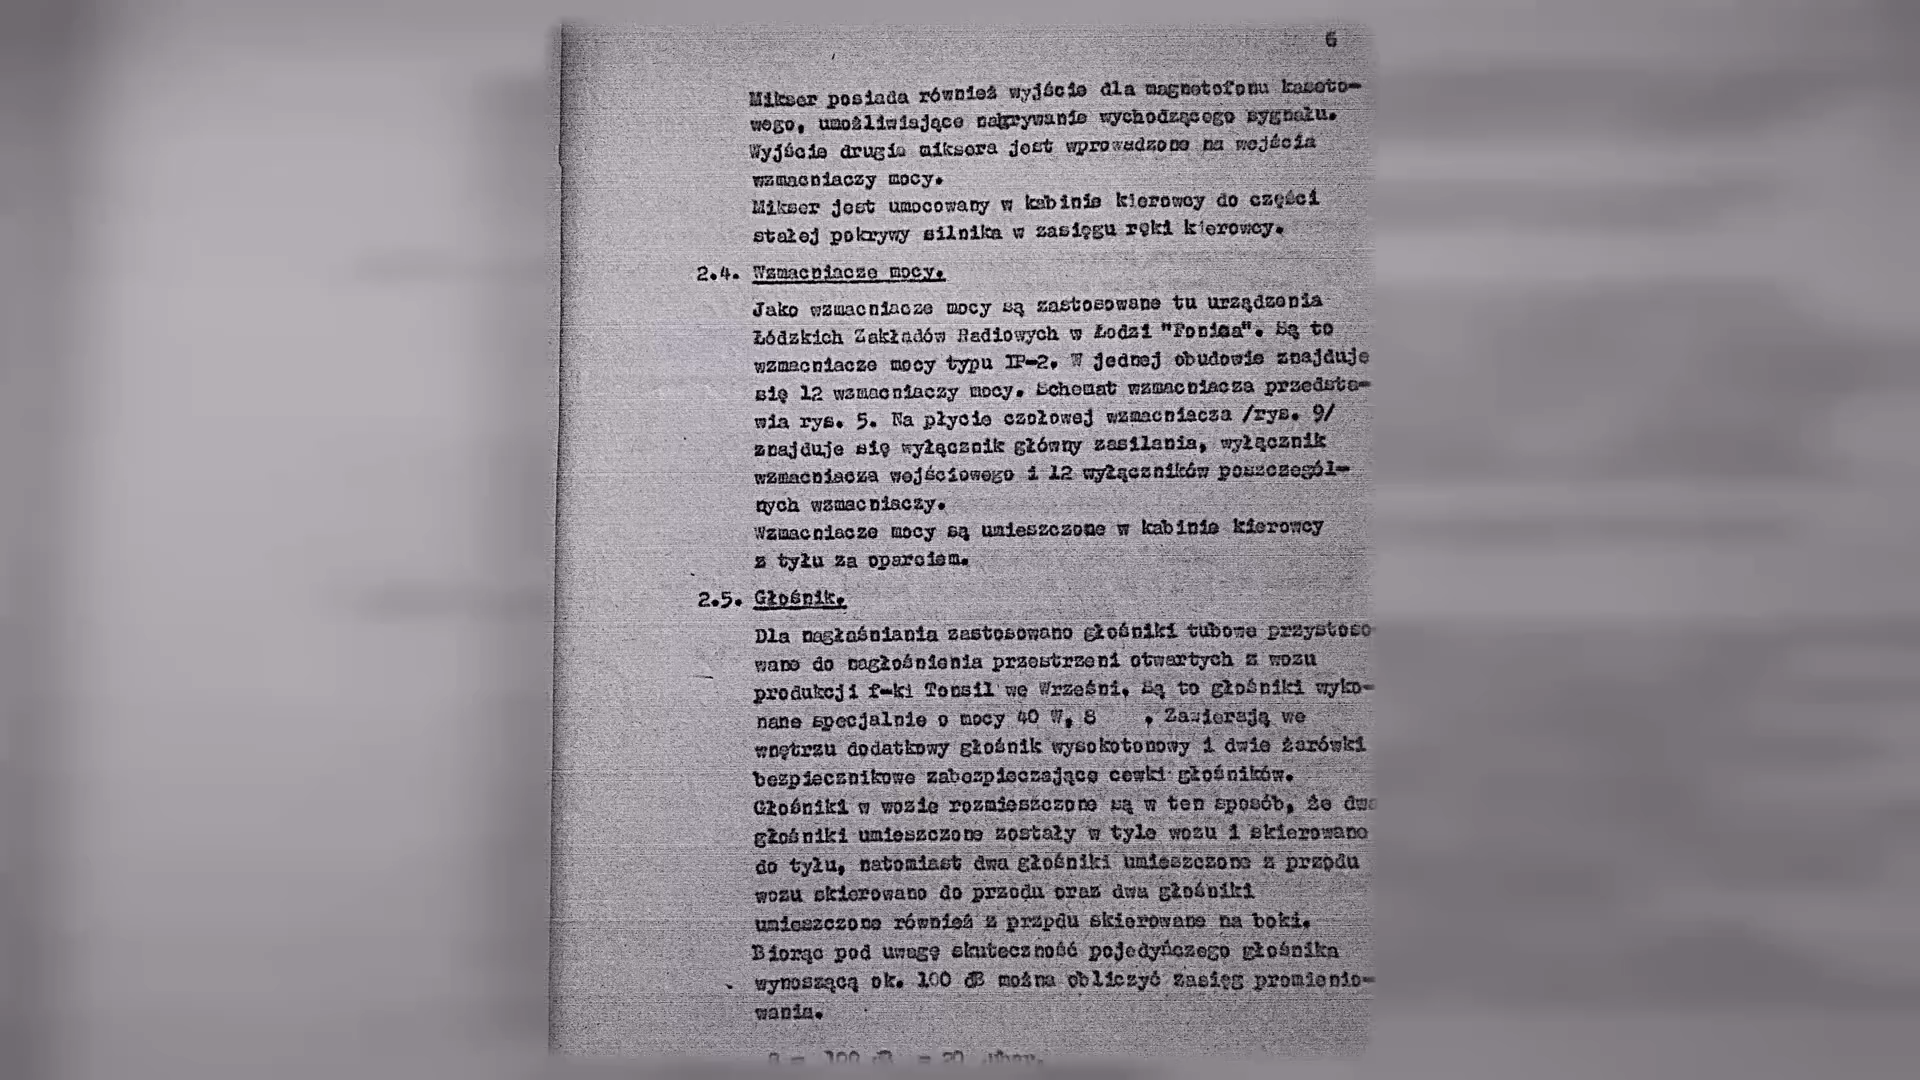 6
Mikser posiada również wyjście dla magnetofonu kaseto-
wego, umożliwiające nagrywanie wychodzącego sygnału.
Wyjście drugie miksera jest wprowadzone na wejścia
wzmacniaczy mocy.
Mikser jest umocowany w kabinie kierowcy do części
stałej pokrywy silnika w zasięgu ręki kierowcy.
2.4. Wzmacniacze mocy.
Jako wzmacniacze mocy są zastosowane tu urządzenia
Łódzkich Zakładów Radiowych w Łodzi "Fonica". Są to
wzmacniacze mocy typu W jednej obudowie znajduje
się 12 wzmacniaczy mocy. Schemat wzmacniacza przedsta-
wia rys. 5. Na płycie czołowej wzmacniacza /rys. 9/
znajduje się wyłącznik główny zasilania, wyłącznik
wzmacniacza wejściowego i 12 wyłączników poszczegól-
nych wzmacniaczy.
Wzmacniacze mocy są umieszczone w kabinie kierowcy
z tyłu za oparciem.
2.5. Głośnik.
Dla nagłaśniania zastosowano głośniki tubowe przystoso
wane do nagłośnienia przestrzeni otwartych z wozu
produkcji f-ki Tonsil we Wrześni. Są to głośniki wyko-
nane specjalnie o mocy 40 W, 8 . Zawierają we
wnętrzu dodatkowy głośnik wysokotonowy i dwie żarówki
bezpiecznikowe zabezpieczające cewki głośników.
Głośniki w wozie rozmieszczone są w ten sposób, że dwa
głośniki umieszczone zostały w tyle wozu i skierowane
do tyłu, natomiast dwa głośniki umieszczone z przodu
wozu skierowano do przodu oraz dwa głośniki
umieszczone również z przodu skierowane na boki.
Biorąc pod uwagę skuteczność pojedyńczego głośnika
wynoszącą ok. 100 dB można obliczyć zasięg promienio-
wania.